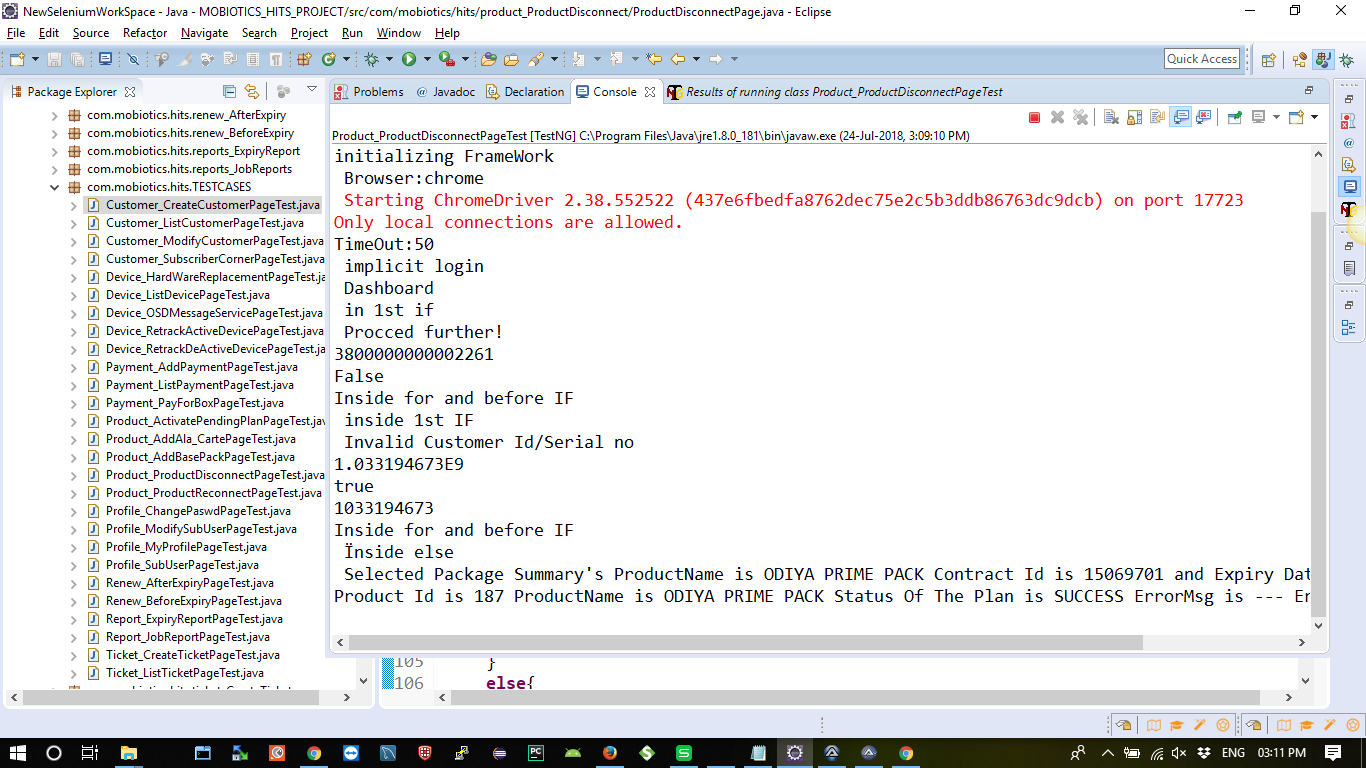 NewSeleniumWorkSpace - Java - MOBIOTICS_HITS_PROJECT/src/com/mobiotics/hits/product_ProductDisconnect/ProductDisconnectPage.java - Eclipse
File Edit Source Refactor Navigate Search Project Run Window Help
Quick Access
Package Explorer
Problems @ Javadoc Declaration Console Results of running class Product_ProductDisconnectPageTest
com.mobiotics.hits.renew_AfterExpiry
com.mobiotics.hits.renew_BeforeExpiry
com.mobiotics.hits.reports_ExpiryReport
com.mobiotics.hits.reports_JobReports
com.mobiotics.hits.TESTCASES
Customer_CreateCustomerPageTest.java
Customer_ListCustomerPageTest.java
Customer_ModifyCustomerPageTest.java
Customer_SubscriberCornerPageTest.java
Device_HardWareReplacementPageTest.ja
Device_ListDevicePageTest.java
Device_OSDMessageServicePageTest.java
Device_RetrackActiveDevicePageTest.java
Device_RetrackDeActiveDevicePageTest.ja
Payment_AddPaymentPageTest.java
Payment_ListPaymentPageTest.java
Payment_PayForBoxPageTest.java
Product_ActivatePendingPlanPageTest.jav
Product_AddAla_CartePageTest.java
Product_AddBasePackPageTest.java
Product_ProductDisconnectPageTest.java
Product_ProductReconnectPageTest.java
Profile_ChangePaswdPageTest.java
Profile_ModifySubUserPageTest.java
Profile_MyProfilePageTest.java
Profile_SubUserPageTest.java
Renew_AfterExpiryPageTest.java
Renew_BeforeExpiryPageTest.java
Report_ExpiryReportPageTest.java
Report_JobReportPageTest.java
Ticket_CreateTicketPageTest.java
Ticket_ListTicketPageTest.java
Product_ProductDisconnectPageTest [TestNG] C:\Program Files\Java\jre1.8.0_181\bin\javaw.exe (24-Jul-2018, 3:09:10 PM)
initializing FrameWork
Browser:chrome
Starting ChromeDriver 2.38.552522 (437e6fbedfa8762dec75e2c5b3ddb86763dc9dcb) on port 17723
Only local connections are allowed.
TimeOut:50
implicit login
Dashboard
in 1st if
Procced further!
3800000000002261
False
Inside for and before IF
inside 1st IF
Invalid Customer Id/Serial no
1.033194673E9
true
1033194673
Inside for and before IF
Ïnside else
Selected Package Summary's ProductName is ODIYA PRIME PACK Contract Id is 15069701 and Expiry Dat
Product Id is 187 ProductName is ODIYA PRIME PACK Status Of The Plan is SUCCESS ErrorMsg is --- Er
105 }
106 else{
ENG 03:11 PM